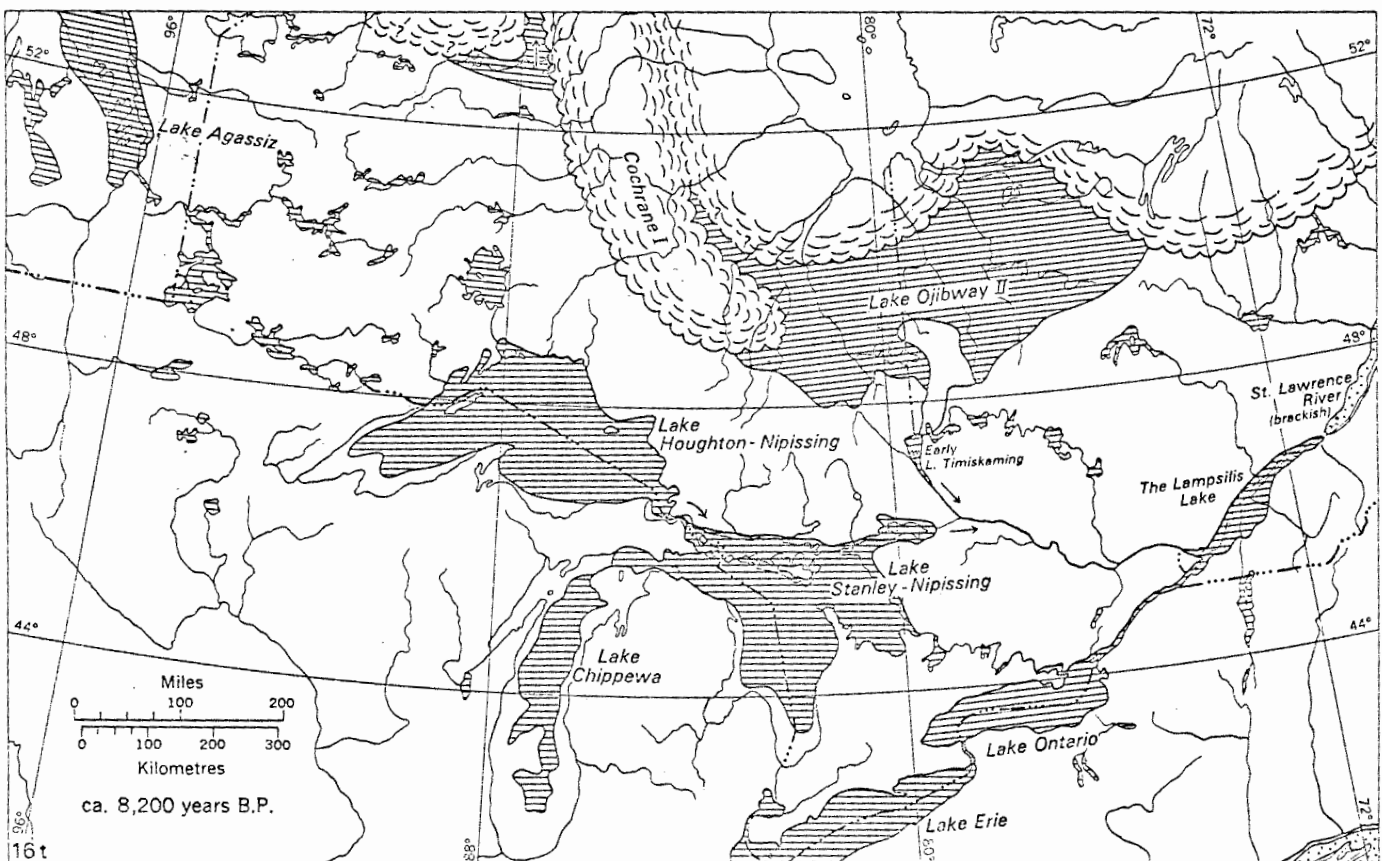 96°
80°
72°
52°
52°
Lake Agassiz
Cochrane I
Lake Ojibway II
48°
48°
St. Lawrence
River
(brackish)
Lake
Houghton-Nipissing
Early
L. Timiskaming
The Lampsilis
Lake
Lake
Stanley-Nipissing
44°
44°
Lake
Chippewa
Miles
0 100 200
0 100 200 300
Kilometres
Lake Ontario
ca. 8,200 years B.P.
Lake Erie
96°
88°
80°
72°
16t